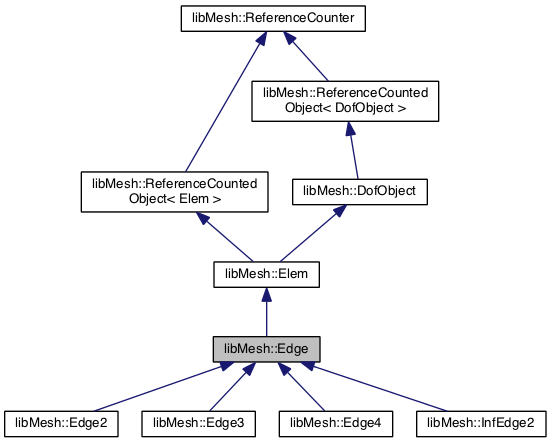 libMesh::ReferenceCounter
libMesh::ReferenceCounted
Object< DofObject >
libMesh::ReferenceCounted
Object< Elem >
libMesh::DofObject
libMesh::Elem
libMesh::Edge
libMesh::Edge2
libMesh::Edge3
libMesh::Edge4
libMesh::InfEdge2